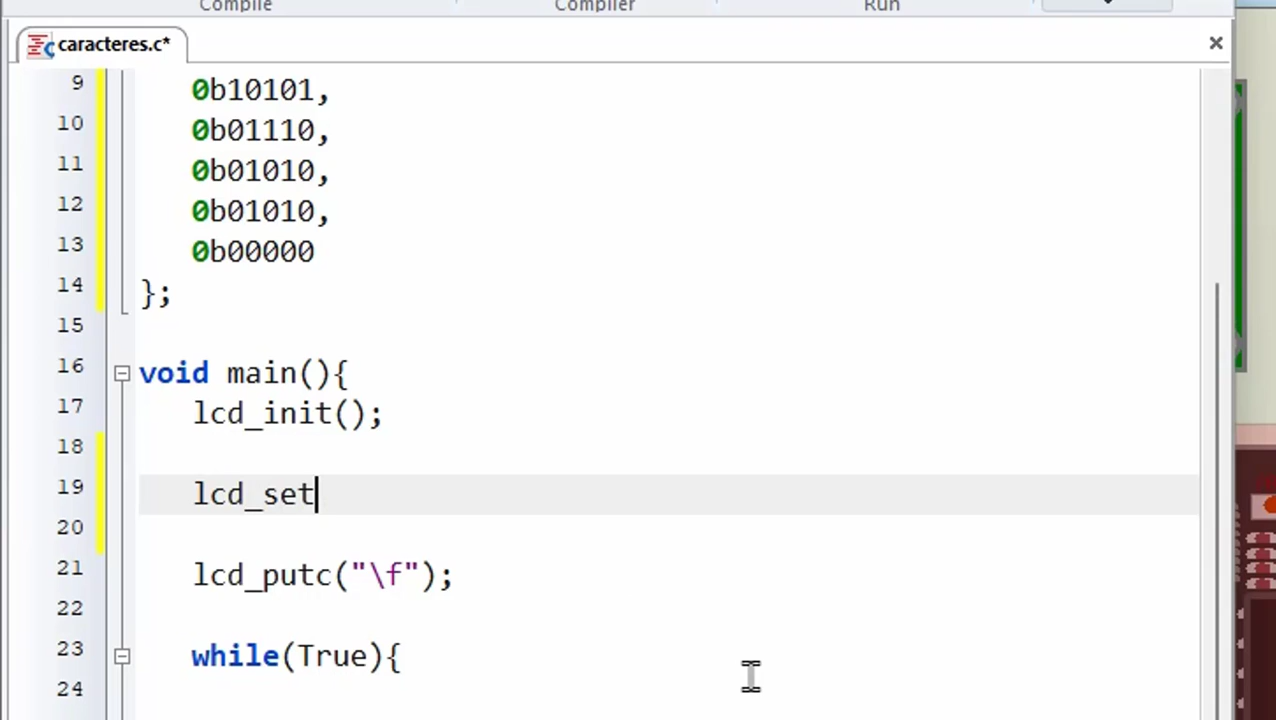 Compile Compiler Run
caracteres.c*
9 0b10101,
10 0b01110,
11 0b01010,
12 0b01010,
13 0b00000
14 };
15
16 void main(){
17 lcd_init();
18
19 lcd_set
20
21 lcd_putc("\f");
22
23 while(True){
24